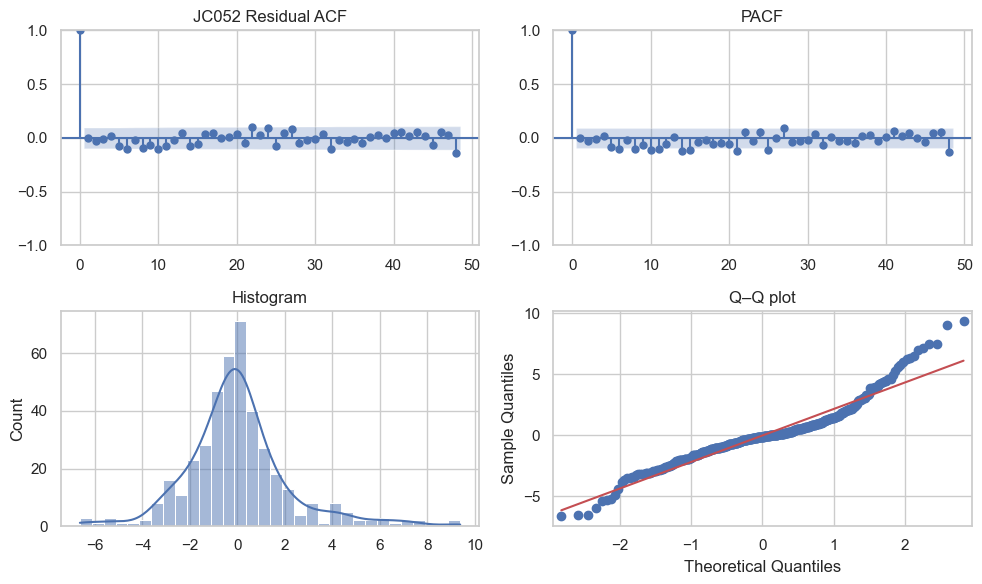 JC052 Residual ACF
1.0
0.5
0.0
−0.5
−1.0
0 10 20 30 40 50
PACF
1.0
0.5
0.0
−0.5
−1.0
0 10 20 30 40 50
Histogram
Count
60
40
20
0
−6 −4 −2 0 2 4 6 8 10
Q–Q plot
Sample Quantiles
10
5
0
−5
−2 −1 0 1 2
Theoretical Quantiles